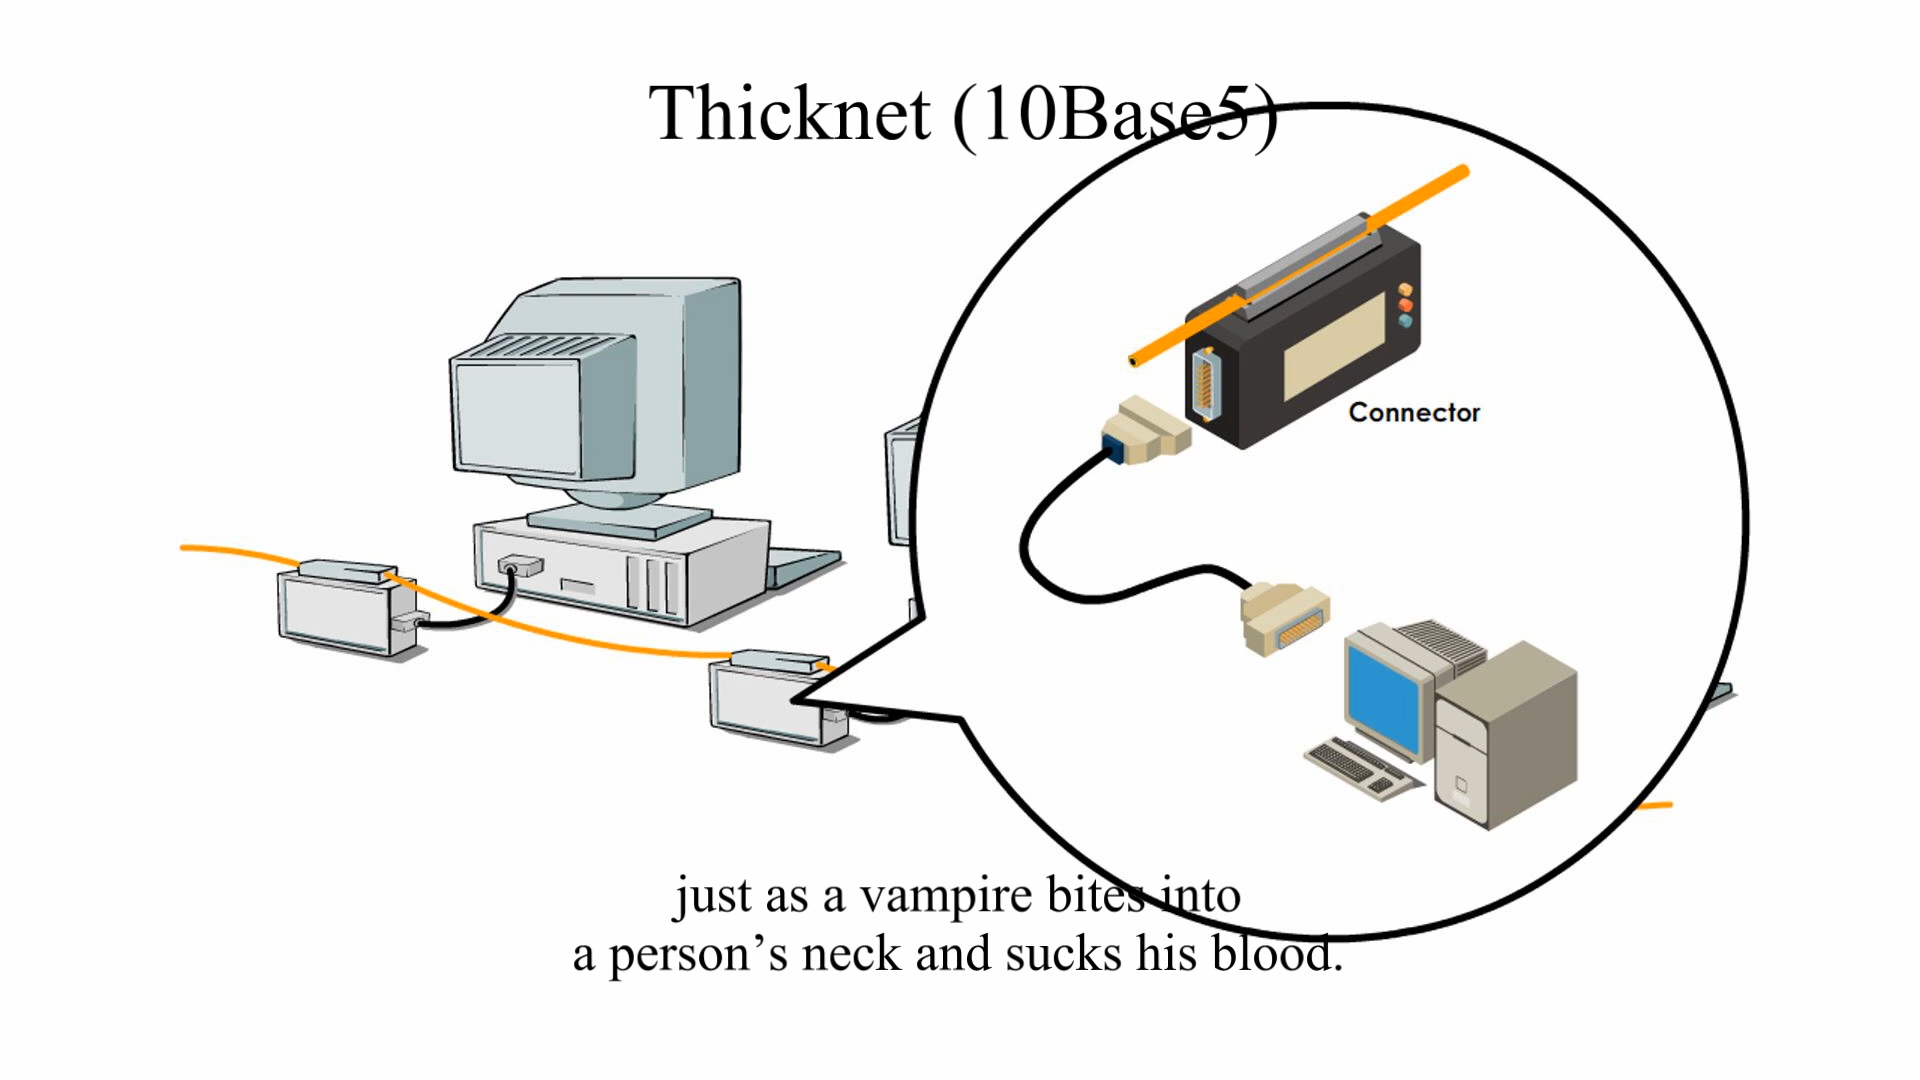 Thicknet (10Base5)
Connector
just as a vampire bites into
a person’s neck and sucks his blood.